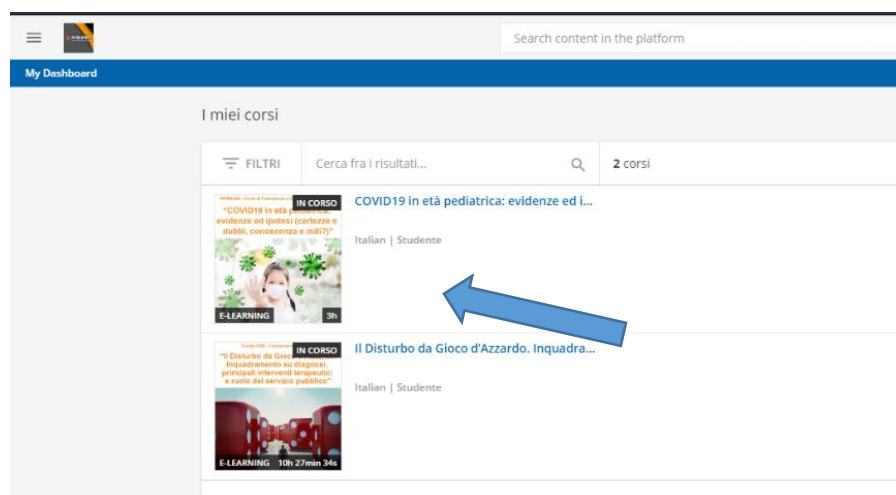 Search content in the platform
My Dashboard
I miei corsi
FILTRI
Cerca fra i risultati...
2 corsi
IN CORSO
"COVID19 in età pediatrica:
evidenze ed ipotesi (certezze e
dubbi, conoscenza e miti?)"
E-LEARNING 3h
COVID19 in età pediatrica: evidenze ed i...
Italian | Studente
IN CORSO
"Il Disturbo da Gioco
Inquadramento su diagnosi,
principali interventi terapeutici
e ruolo del servizio pubblico"
E-LEARNING 10h 27min 34s
Il Disturbo da Gioco d'Azzardo. Inquadra...
Italian | Studente